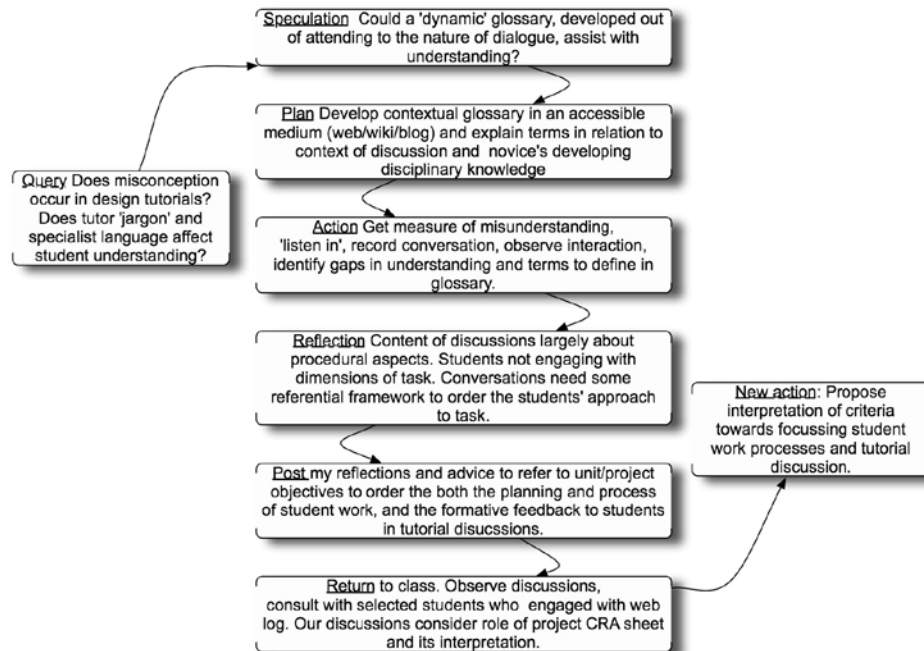 Query Does misconception
occur in design tutorials?
Does tutor 'jargon' and
specialist language affect
student understanding?
Speculation Could a 'dynamic' glossary, developed out
of attending to the nature of dialogue, assist with
understanding?
Plan Develop contextual glossary in an accessible
medium (web/wiki/blog) and explain terms in relation to
context of discussion and novice's developing
disciplinary knowledge
Action Get measure of misunderstanding,
'listen in', record conversation, observe interaction,
identify gaps in understanding and terms to define in
glossary.
Reflection Content of discussions largely about
procedural aspects. Students not engaging with
dimensions of task. Conversations need some
referential framework to order the students' approach
to task.
Post my reflections and advice to refer to unit/project
objectives to order the both the planning and process
of student work, and the formative feedback to students
in tutorial disucssions.
Return to class. Observe discussions,
consult with selected students who engaged with web
log. Our discussions consider role of project CRA sheet
and its interpretation.
New action: Propose
interpretation of criteria
towards focussing student
work processes and tutorial
discussion.